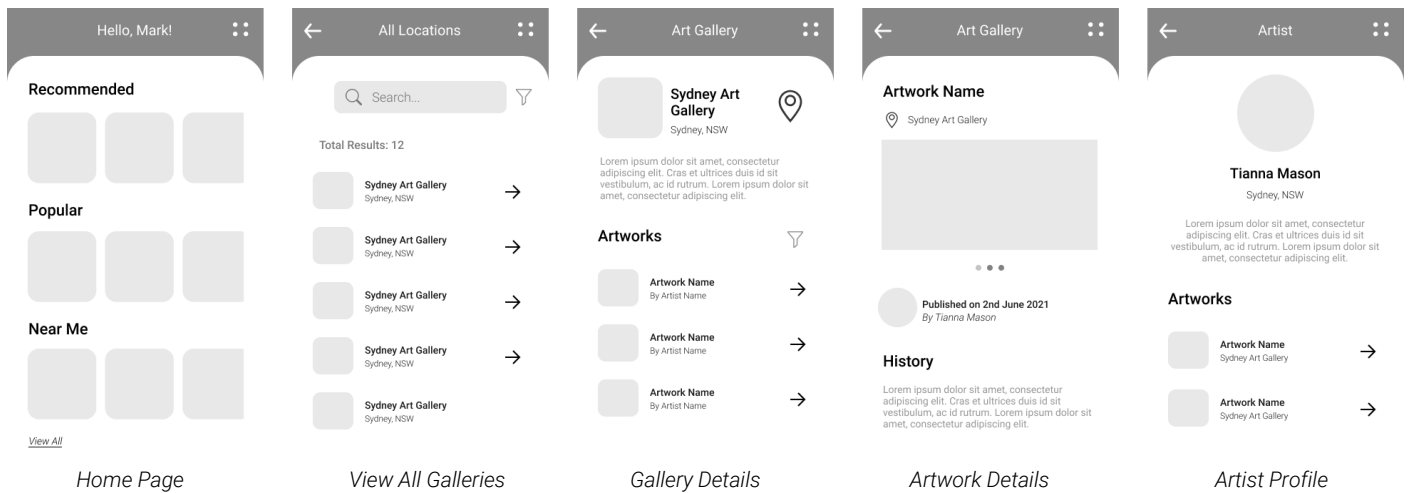 Hello, Mark!
Recommended
Popular
Near Me
View All
Home Page
All Locations
Search...
Total Results: 12
Sydney Art Gallery
Sydney, NSW
Sydney Art Gallery
Sydney, NSW
Sydney Art Gallery
Sydney, NSW
Sydney Art Gallery
Sydney, NSW
Sydney Art Gallery
Sydney, NSW
View All Galleries
Art Gallery
Sydney Art
Gallery
Sydney, NSW
Lorem ipsum dolor sit amet, consectetur
adipiscing elit. Cras et ultrices duis id sit
vestibulum, ac id rutrum. Lorem ipsum dolor sit
amet, consectetur adipiscing elit.
Artworks
Artwork Name
By Artist Name
Artwork Name
By Artist Name
Artwork Name
By Artist Name
Gallery Details
Art Gallery
Artwork Name
Sydney Art Gallery
Published on 2nd June 2021
By Tianna Mason
History
Lorem ipsum dolor sit amet, consectetur
adipiscing elit. Cras et ultrices duis id sit
vestibulum, ac id rutrum. Lorem ipsum dolor sit
amet, consectetur adipiscing elit.
Artwork Details
Artist
Tianna Mason
Sydney, NSW
Lorem ipsum dolor sit amet, consectetur
adipiscing elit. Cras et ultrices duis id sit
vestibulum, ac id rutrum. Lorem ipsum dolor sit
amet, consectetur adipiscing elit.
Artworks
Artwork Name
Sydney Art Gallery
Artwork Name
Sydney Art Gallery
Artist Profile